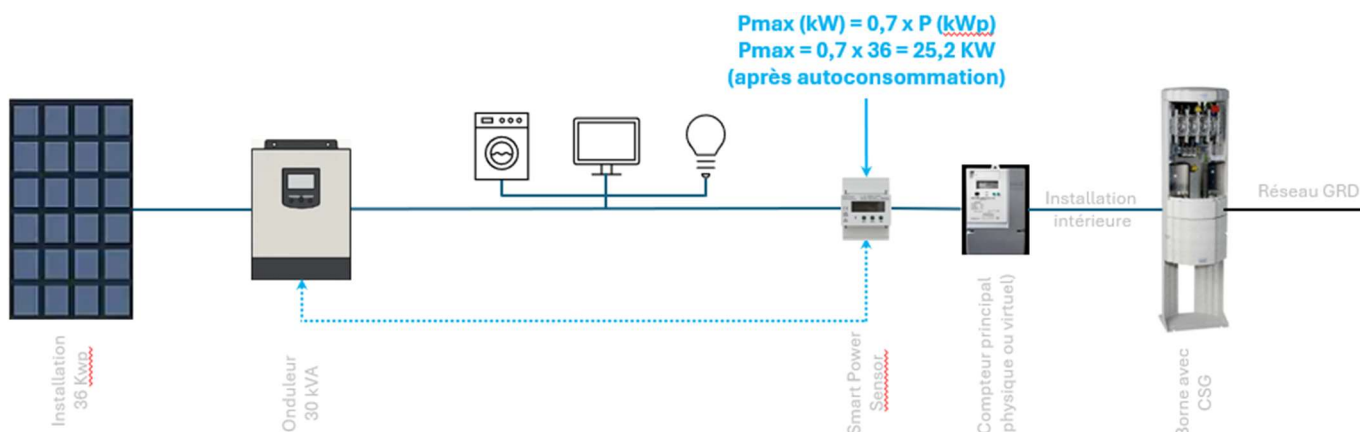 Pmax (kW) = 0,7 x P (kWp)
Pmax = 0,7 x 36 = 25,2 KW
(après autoconsommation)
Installation
intérieure
Réseau GRD
Installation
36 Kwp
Onduleur
30 kVA
Smart Power
Sensor
Compteur principal
physique ou virtuel)
Borne avec
CSG